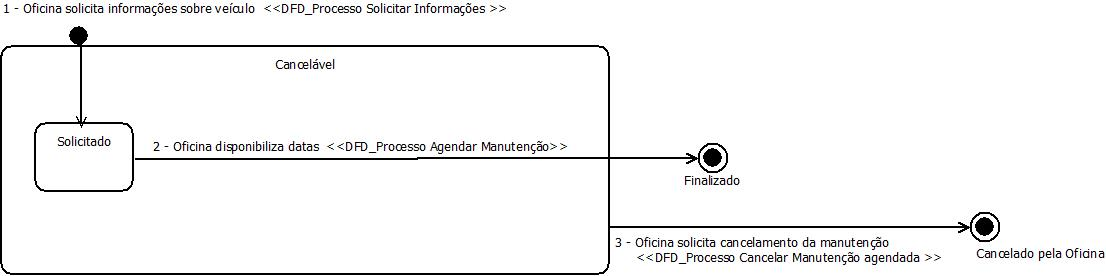 1 - Oficina solicita informações sobre veículo <<DFD_Processo Solicitar Informações >>
Cancelável
Solicitado
2 - Oficina disponibiliza datas <<DFD_Processo Agendar Manutenção>>
Finalizado
3 - Oficina solicita cancelamento da manutenção
<<DFD_Processo Cancelar Manutenção agendada >>
Cancelado pela Oficina